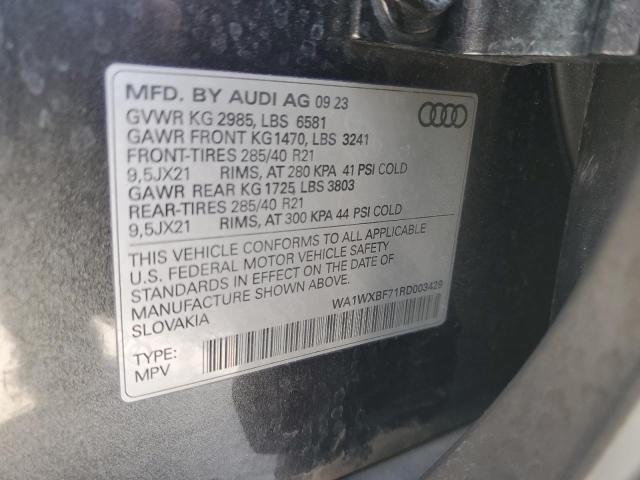 MFD. BY AUDI AG 09 23
GVWR KG 2985, LBS 6581
GAWR FRONT KG1470, LBS 3241
FRONT-TIRES 285/40 R21
9,5JX21 RIMS, AT 280 KPA 41 PSI COLD
GAWR REAR KG 1725 LBS 3803
REAR-TIRES 285/40 R21
9,5JX21 RIMS, AT 300 KPA 44 PSI COLD
THIS VEHICLE CONFORMS TO ALL APPLICABLE
U.S. FEDERAL MOTOR VEHICLE SAFETY
STANDARDS IN EFFECT ON THE DATE OF
MANUFACTURE SHOWN ABOVE.
SLOVAKIA
WA1WXBF71RD003429
TYPE:
MPV